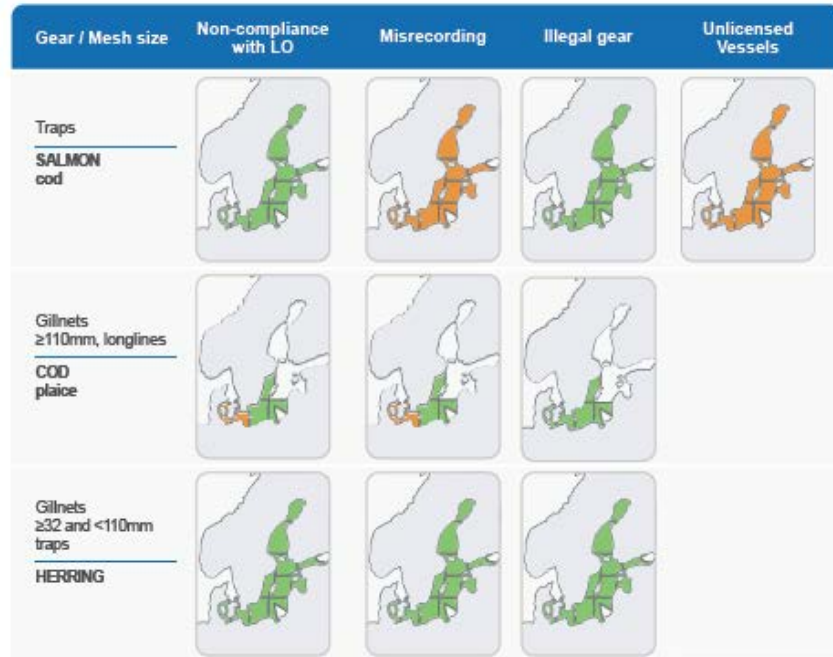 Gear / Mesh size
Non-compliance
with LO
Misrecording
Illegal gear
Unlicensed
Vessels
Traps
SALMON
cod
Gillnets
≥110mm, longlines
COD
plaice
Gillnets
≥32 and <110mm
traps
HERRING